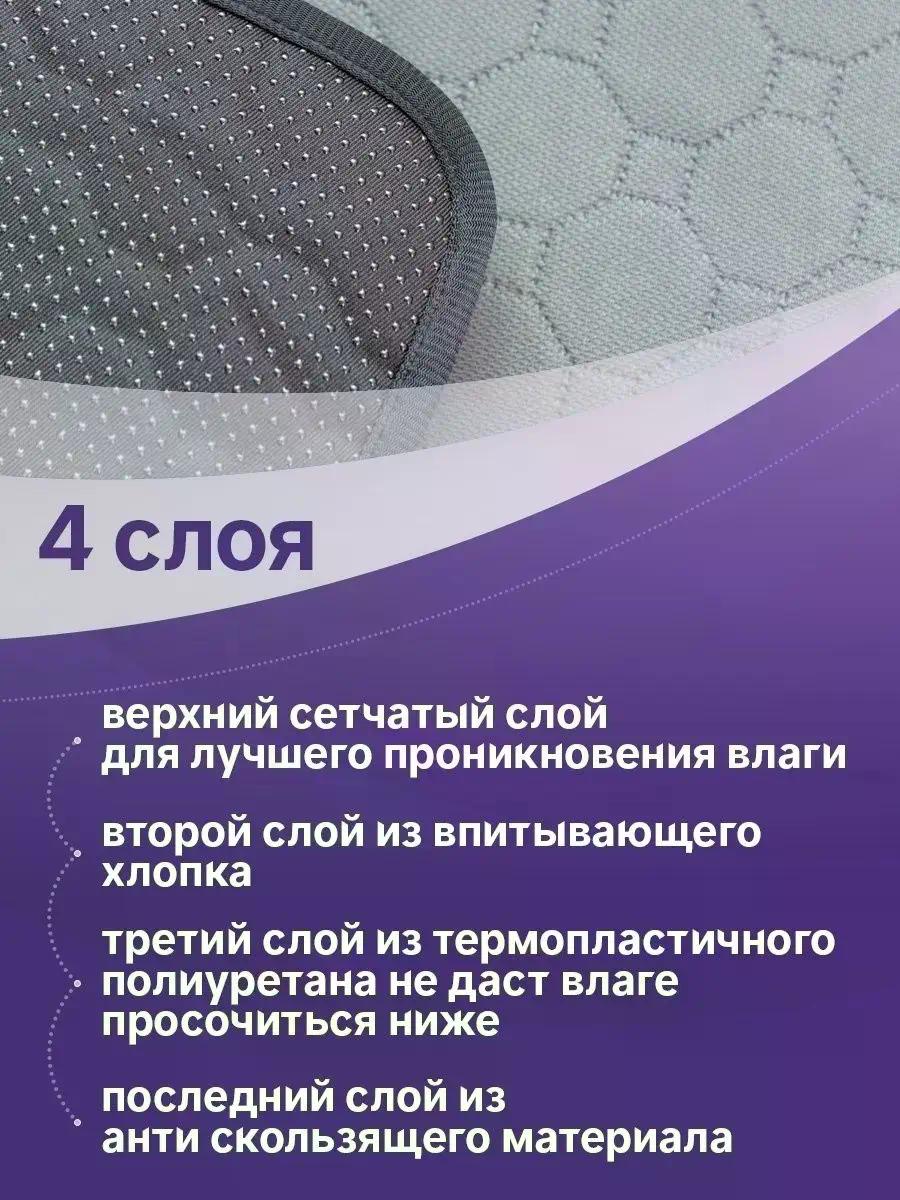 4 слоя
верхний сетчатый слой
для лучшего проникновения влаги
второй слой из впитывающего
хлопка
третий слой из термопластичного
полиуретана не даст влаге
просочиться ниже
последний слой из
анти скользящего материала